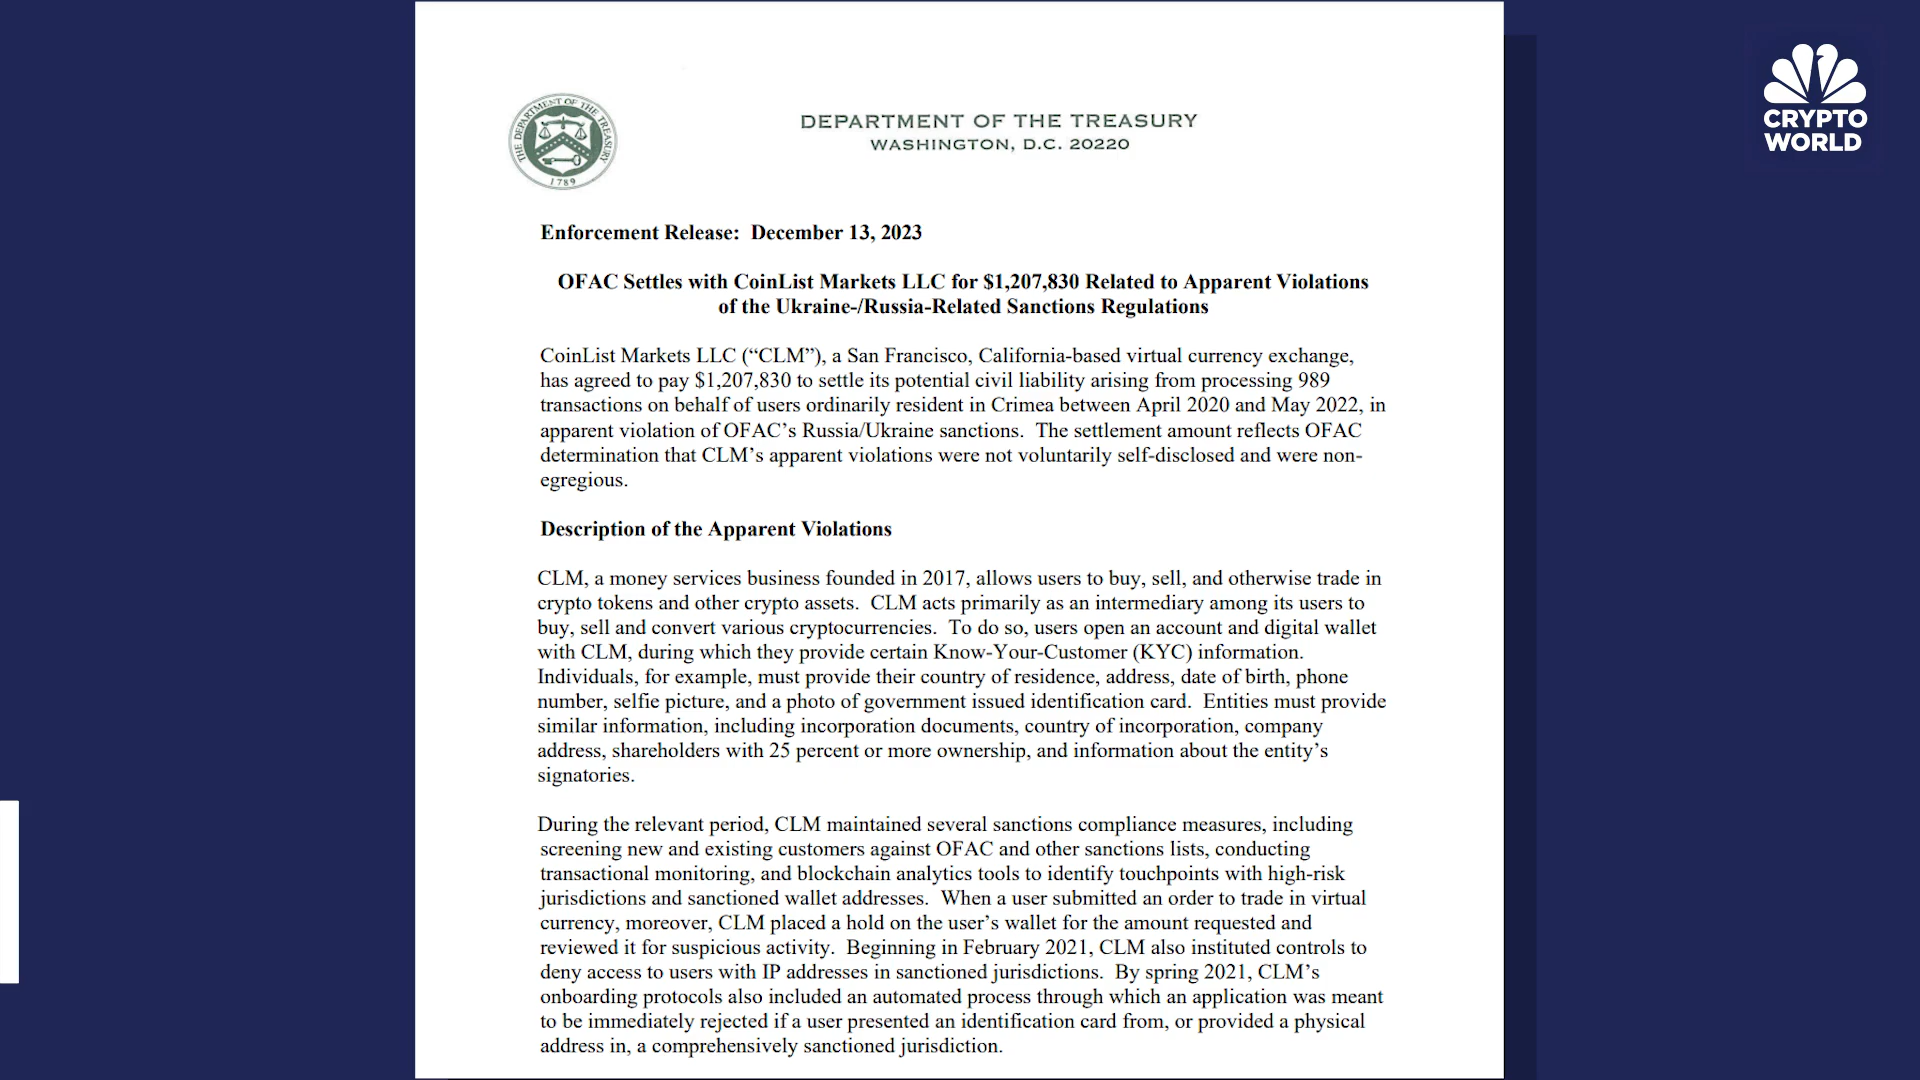 CRYPTO
WORLD
THE DEPARTMENT OF THE TREASURY
1789
DEPARTMENT OF THE TREASURY
WASHINGTON, D.C. 20220
Enforcement Release: December 13, 2023
OFAC Settles with CoinList Markets LLC for $1,207,830 Related to Apparent Violations
of the Ukraine-/Russia-Related Sanctions Regulations
CoinList Markets LLC (“CLM”), a San Francisco, California-based virtual currency exchange,
has agreed to pay $1,207,830 to settle its potential civil liability arising from processing 989
transactions on behalf of users ordinarily resident in Crimea between April 2020 and May 2022, in
apparent violation of OFAC’s Russia/Ukraine sanctions. The settlement amount reflects OFAC
determination that CLM’s apparent violations were not voluntarily self-disclosed and were non-
egregious.
Description of the Apparent Violations
CLM, a money services business founded in 2017, allows users to buy, sell, and otherwise trade in
crypto tokens and other crypto assets. CLM acts primarily as an intermediary among its users to
buy, sell and convert various cryptocurrencies. To do so, users open an account and digital wallet
with CLM, during which they provide certain Know-Your-Customer (KYC) information.
Individuals, for example, must provide their country of residence, address, date of birth, phone
number, selfie picture, and a photo of government issued identification card. Entities must provide
similar information, including incorporation documents, country of incorporation, company
address, shareholders with 25 percent or more ownership, and information about the entity’s
signatories.
During the relevant period, CLM maintained several sanctions compliance measures, including
screening new and existing customers against OFAC and other sanctions lists, conducting
transactional monitoring, and blockchain analytics tools to identify touchpoints with high-risk
jurisdictions and sanctioned wallet addresses. When a user submitted an order to trade in virtual
currency, moreover, CLM placed a hold on the user’s wallet for the amount requested and
reviewed it for suspicious activity. Beginning in February 2021, CLM also instituted controls to
deny access to users with IP addresses in sanctioned jurisdictions. By spring 2021, CLM’s
onboarding protocols also included an automated process through which an application was meant
to be immediately rejected if a user presented an identification card from, or provided a physical
address in, a comprehensively sanctioned jurisdiction.